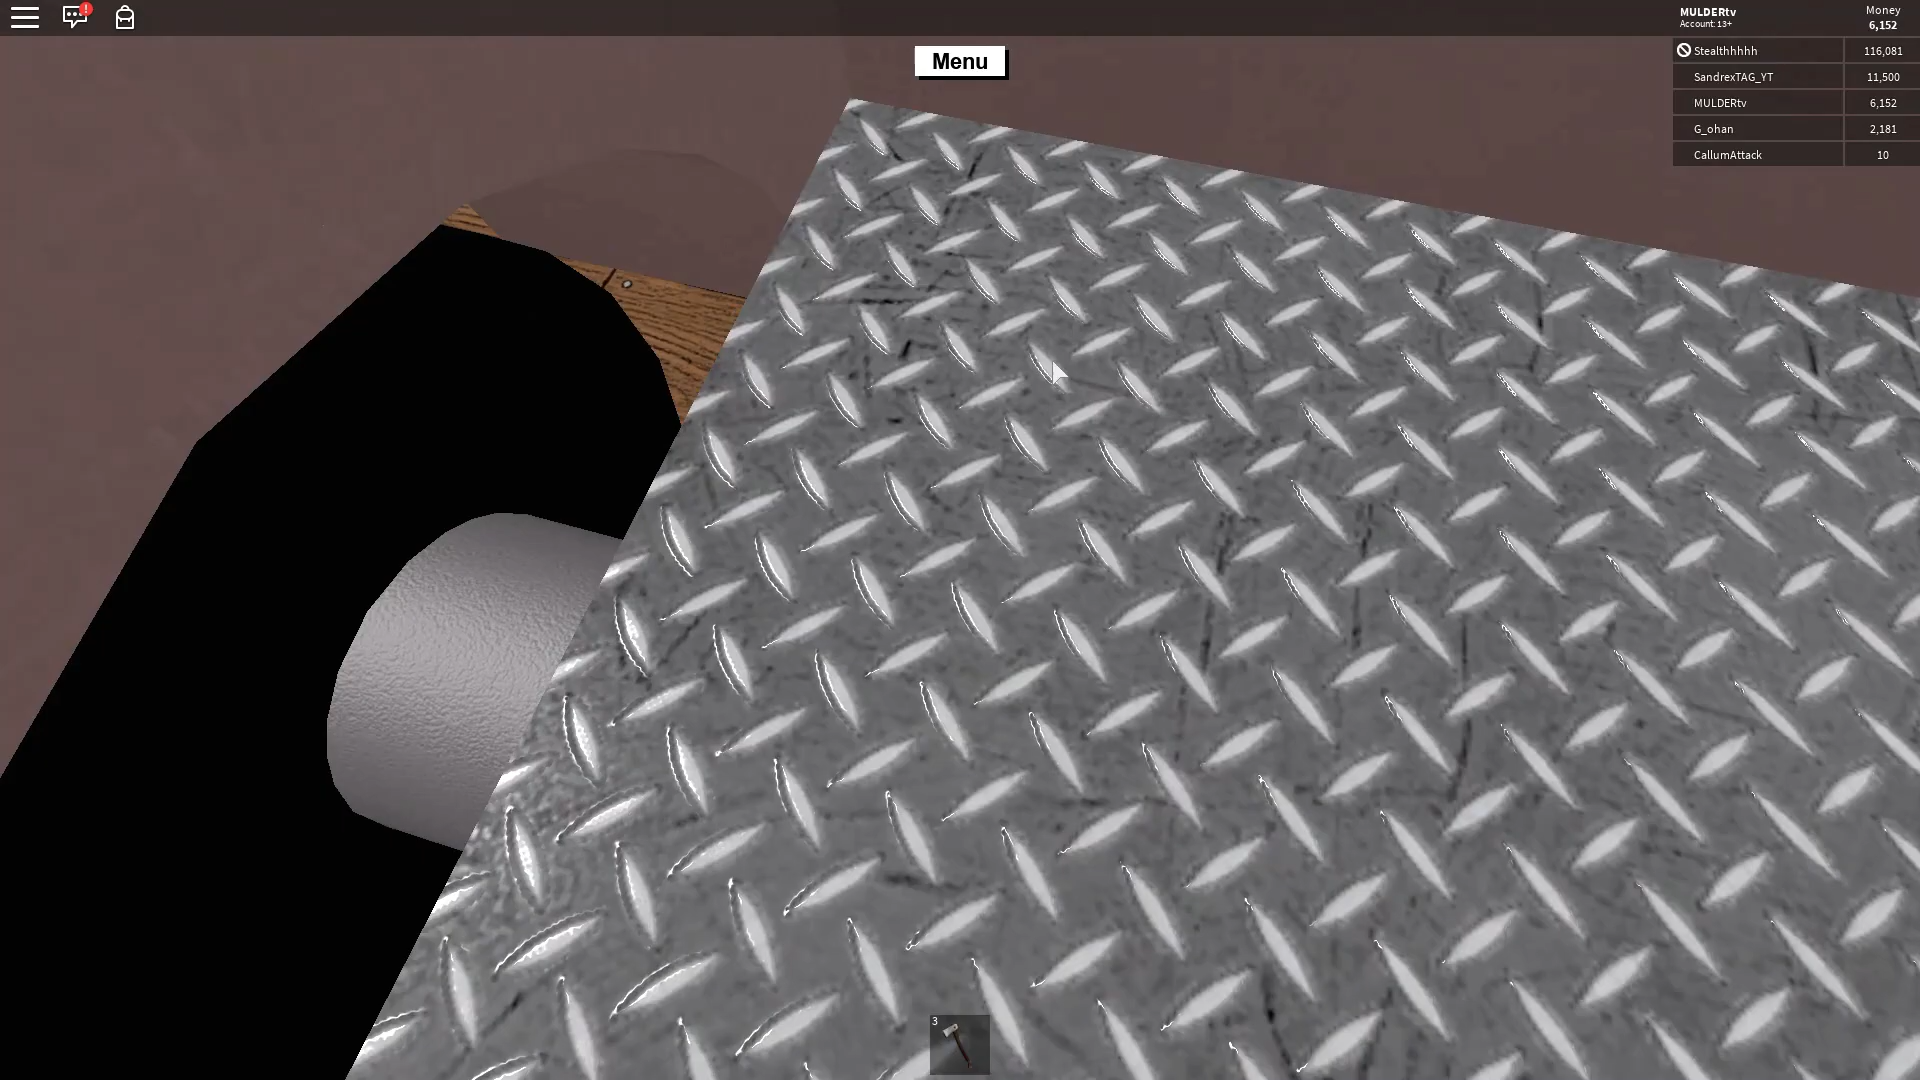 MULDERtv
Account: 13+
Money
6,152
Menu
Stealthhhhh 116,081
SandrexTAG_YT 11,500
MULDERtv 6,152
G_ohan 2,181
CallumAttack 10
3